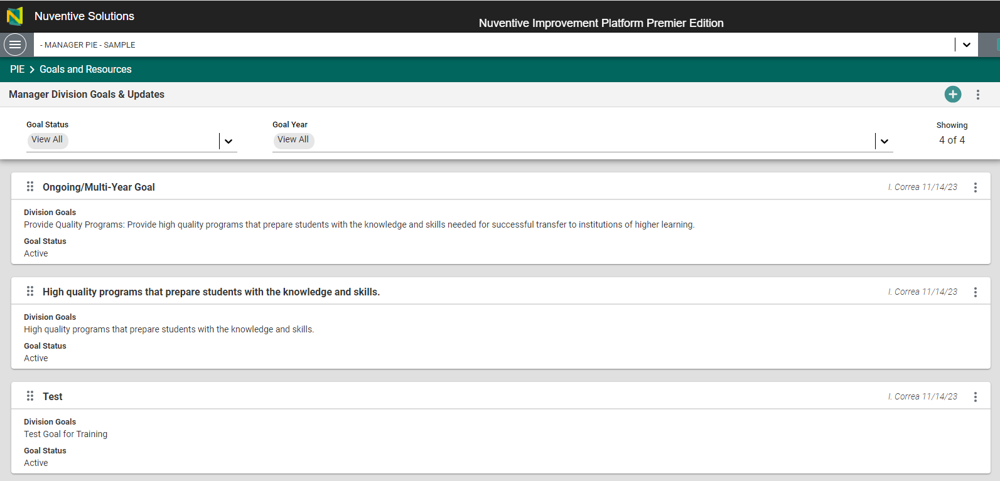 Nuventive Solutions
Nuventive Improvement Platform Premier Edition
- MANAGER PIE - SAMPLE
PIE > Goals and Resources
Manager Division Goals & Updates
Goal Status
View All
Goal Year
View All
Showing
4 of 4
Ongoing/Multi-Year Goal
I. Correa 11/14/23
Division Goals
Provide Quality Programs: Provide high quality programs that prepare students with the knowledge and skills needed for successful transfer to institutions of higher learning.
Goal Status
Active
High quality programs that prepare students with the knowledge and skills.
I. Correa 11/14/23
Division Goals
High quality programs that prepare students with the knowledge and skills.
Goal Status
Active
Test
I. Correa 11/14/23
Division Goals
Test Goal for Training
Goal Status
Active